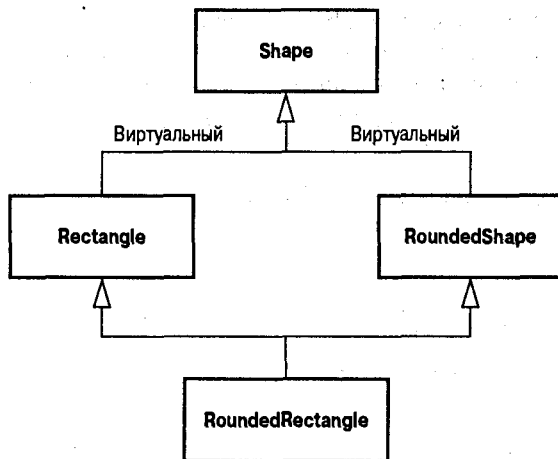 Shape
Виртуальный
Виртуальный
Rectangle
RoundedShape
RoundedRectangle